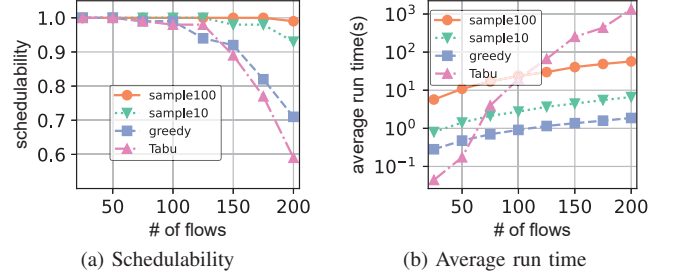 1.0
0.9
0.8
0.7
0.6
schedulability
sample100
sample10
greedy
Tabu
50
100
150
200
# of flows
(a) Schedulability
10³
10²
10¹
10⁰
10⁻¹
average run time(s)
sample100
sample10
greedy
Tabu
50
100
150
200
# of flows
(b) Average run time